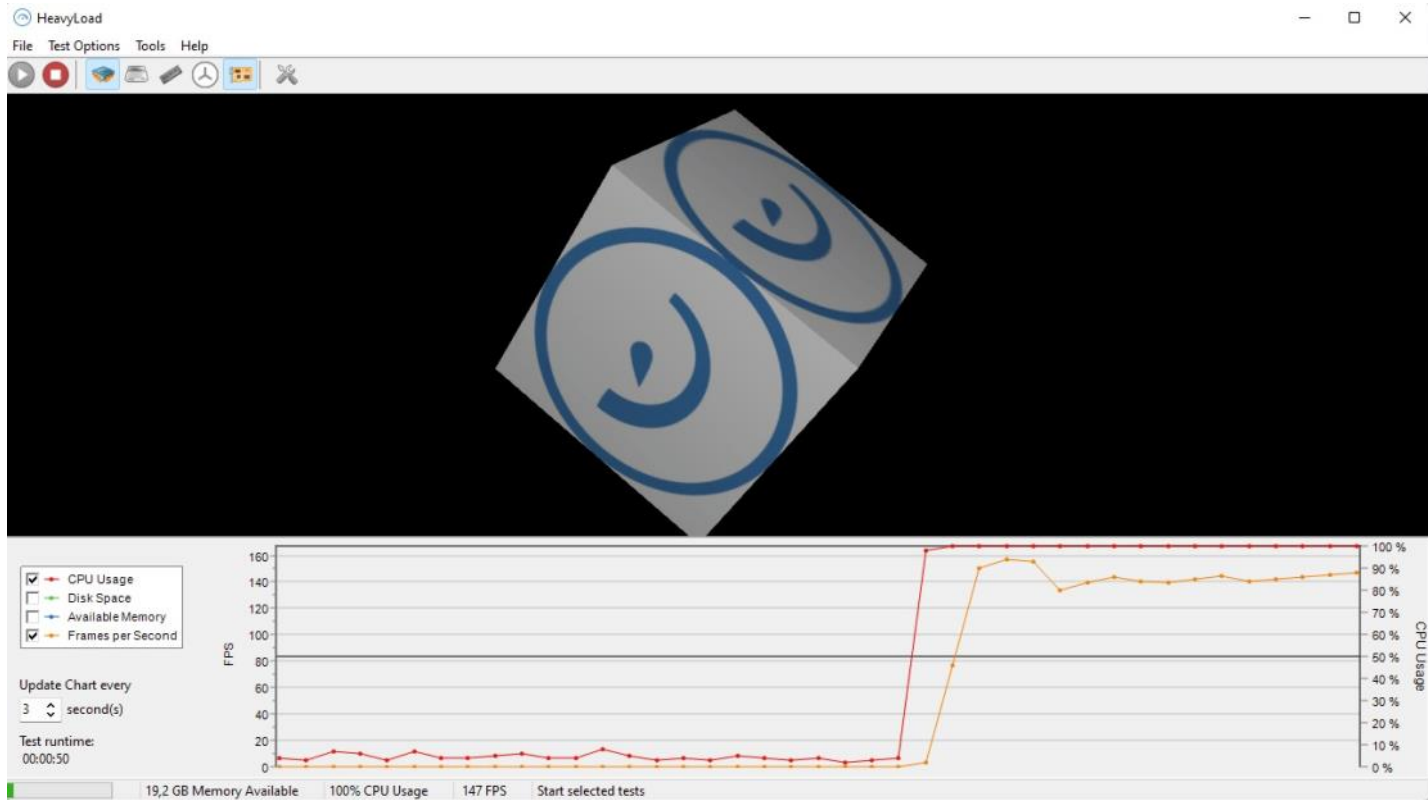 HeavyLoad
File Test Options Tools Help
160
140
120
100
80
60
40
20
0
FPS
100 %
90 %
80 %
70 %
60 %
50 %
40 %
30 %
20 %
10 %
0 %
CPU Usage
CPU Usage
Disk Space
Available Memory
Frames per Second
Update Chart every
3 second(s)
Test runtime:
00:00:50
19,2 GB Memory Available 100% CPU Usage 147 FPS Start selected tests